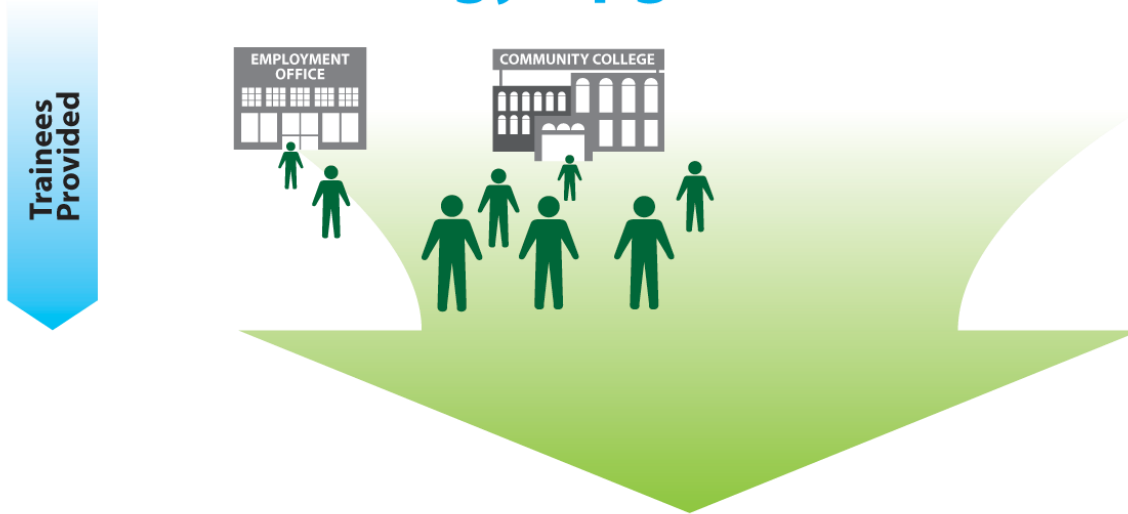 EMPLOYMENT
OFFICE
COMMUNITY COLLEGE
Trainees
Provided